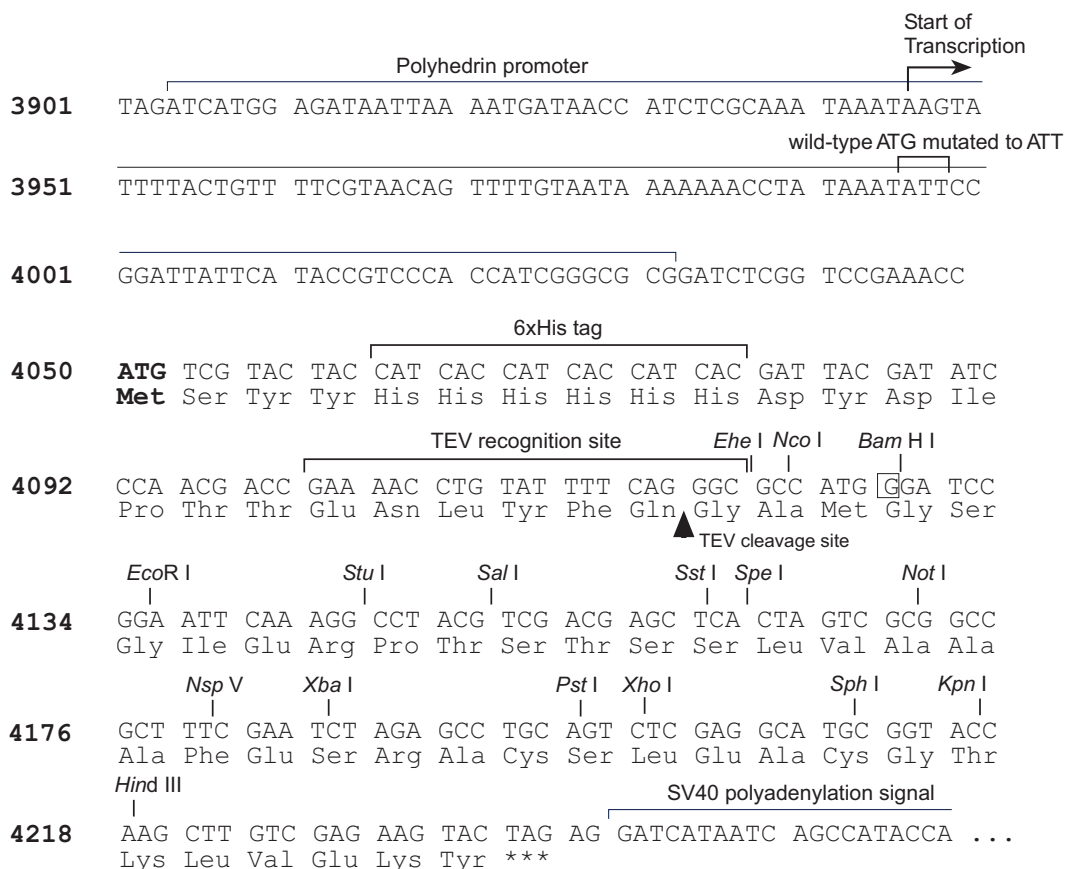 Start of
Transcription
Polyhedrin promoter
3901 TAGATCATGG AGATAATTAA AATGATAACC ATCTCGCAAA TAAATAAGTA
wild-type ATG mutated to ATT
3951 TTTTACTGTT TTCGTAACAG TTTTGTAATA AAAAAACCTA TAAATATTCC
4001 GGATTATTCA TACCGTCCCA CCATCGGGCG CGGATCTCGG TCCGAAACC
6xHis tag
4050 ATG TCG TAC TAC CAT CAC CAT CAC CAT CAC GAT TAC GAT ATC
Met Ser Tyr Tyr His His His His His His Asp Tyr Asp Ile
TEV recognition site Ehe I Nco I Bam H I
4092 CCA ACG ACC GAA AAC CTG TAT TTT CAG GGC GCC ATG GGA TCC
Pro Thr Thr Glu Asn Leu Tyr Phe Gln Gly Ala Met Gly Ser
TEV cleavage site
EcoR I Stu I Sal I Sst I Spe I Not I
4134 GGA ATT CAA AGG CCT ACG TCG ACG AGC TCA CTA GTC GCG GCC
Gly Ile Glu Arg Pro Thr Ser Thr Ser Ser Leu Val Ala Ala
Nsp V Xba I Pst I Xho I Sph I Kpn I
4176 GCT TTC GAA TCT AGA GCC TGC AGT CTC GAG GCA TGC GGT ACC
Ala Phe Glu Ser Arg Ala Cys Ser Leu Glu Ala Cys Gly Thr
Hind III SV40 polyadenylation signal
4218 AAG CTT GTC GAG AAG TAC TAG AG GATCATAATC AGCCATACCA ...
Lys Leu Val Glu Lys Tyr ***